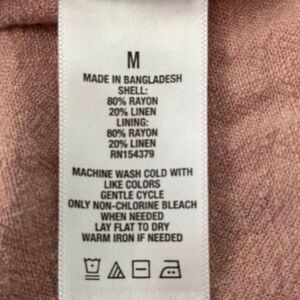 M
MADE IN BANGLADESH
SHELL:
80% RAYON
20% LINEN
LINING:
80% RAYON
20% LINEN
RN154379
MACHINE WASH COLD WITH
LIKE COLORS
GENTLE CYCLE
ONLY NON-CHLORINE BLEACH
WHEN NEEDED
LAY FLAT TO DRY
WARM IRON IF NEEDED